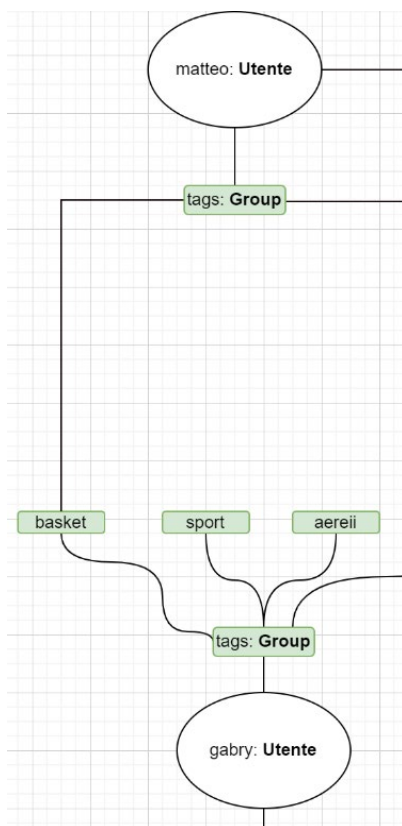 matteo: Utente
tags: Group
basket
sport
aereii
tags: Group
gabry: Utente